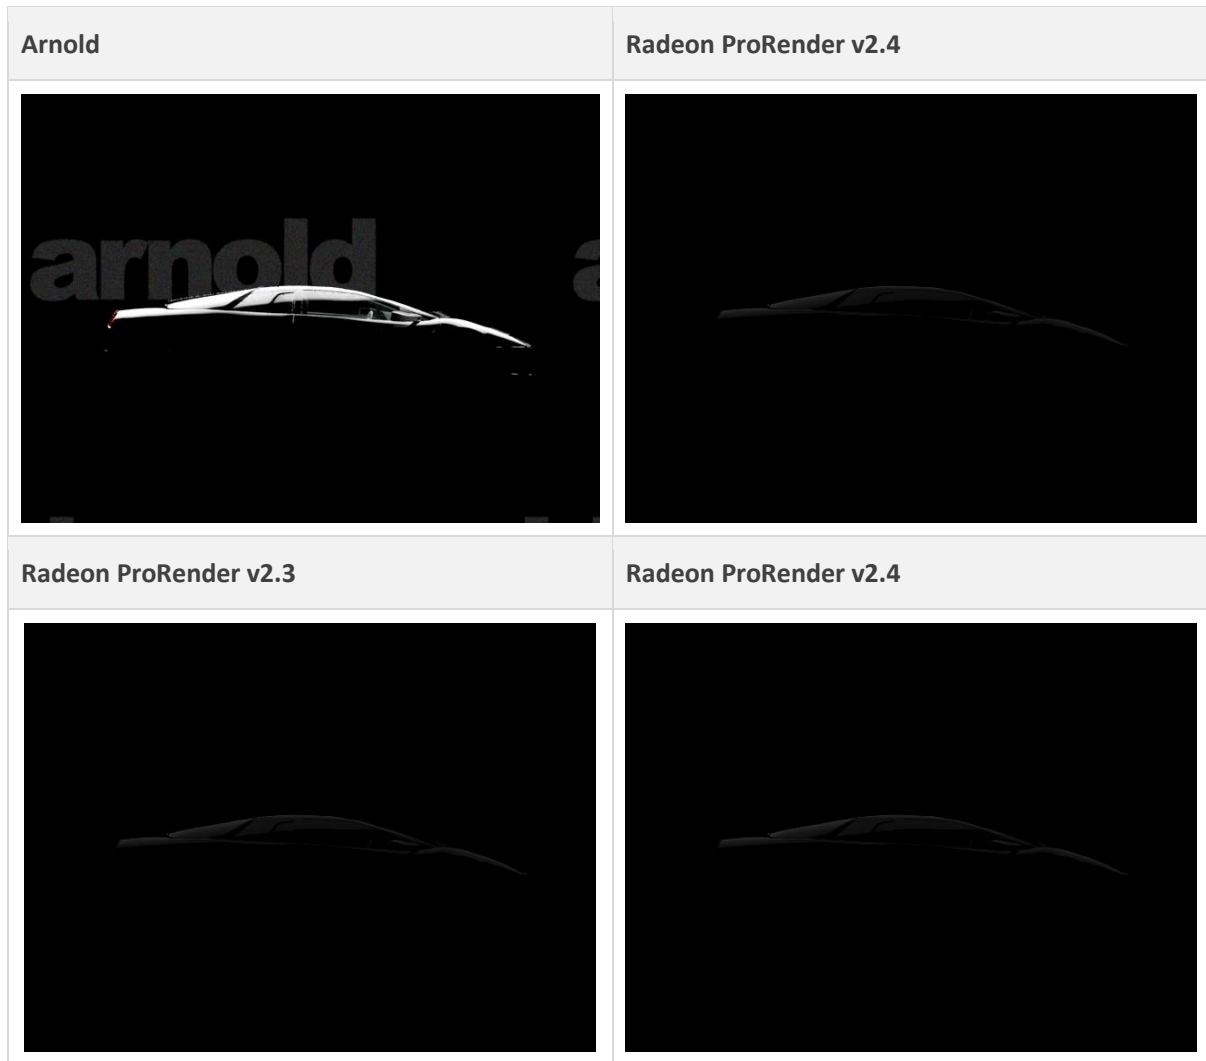 Arnold
Radeon ProRender v2.4
arnold
a
Radeon ProRender v2.3
Radeon ProRender v2.4